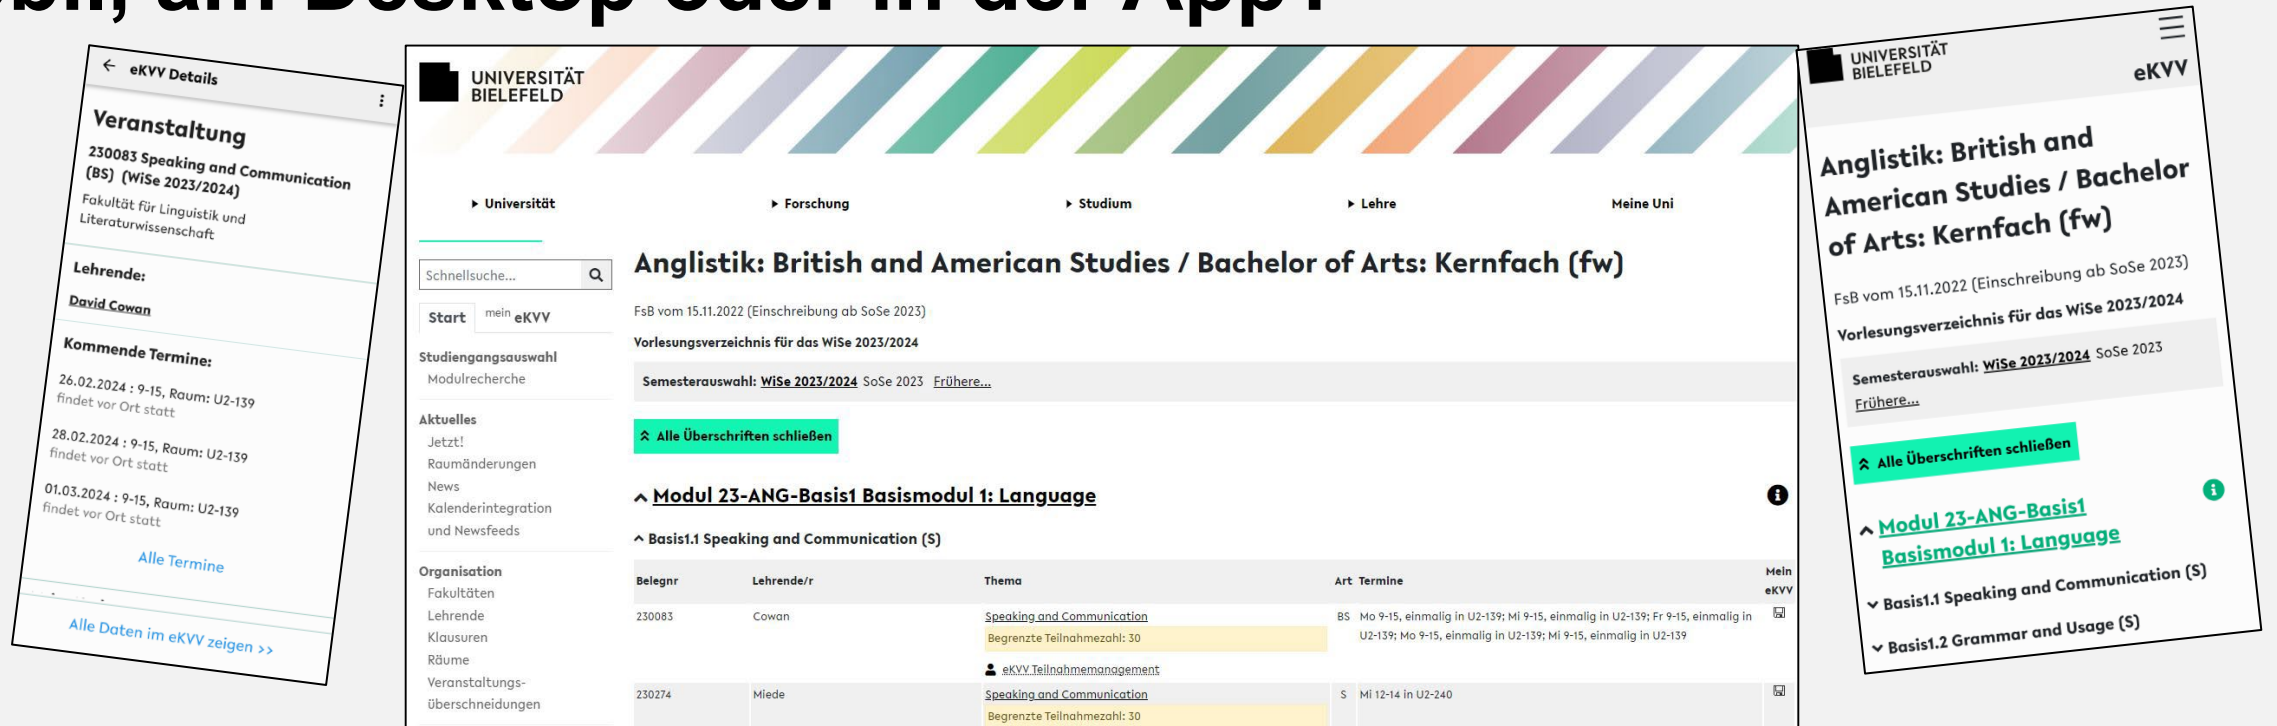 am Desktop oder in der App?
← eKVV Details
Veranstaltung
230083 Speaking and Communication
(BS) (WiSe 2023/2024)
Fakultät für Linguistik und
Literaturwissenschaft
Lehrende:
David Cowan
Kommende Termine:
26.02.2024 : 9-15, Raum: U2-139
findet vor Ort statt
28.02.2024 : 9-15, Raum: U2-139
findet vor Ort statt
01.03.2024 : 9-15, Raum: U2-139
findet vor Ort statt
Alle Termine
Alle Daten im eKVV zeigen >>
UNIVERSITÄT
BIELEFELD
Universität
Forschung
Studium
Lehre
Meine Uni
Schnellsuche...
Start mein eKVV
Studiengangsauswahl
Modulrecherche
Aktuelles
Jetzt!
Raumänderungen
News
Kalenderintegration
und Newsfeeds
Organisation
Fakultäten
Lehrende
Klausuren
Räume
Veranstaltungs-
überschneidungen
Anglistik: British and American Studies / Bachelor of Arts: Kernfach (fw)
FsB vom 15.11.2022 (Einschreibung ab SoSe 2023)
Vorlesungsverzeichnis für das WiSe 2023/2024
Semesterauswahl: WiSe 2023/2024 SoSe 2023 Frühere...
Alle Überschriften schließen
Modul 23-ANG-Basis1 Basismodul 1: Language
Basis1.1 Speaking and Communication (S)
Belegnr Lehrende/r Thema Art Termine Mein
eKVV
230083 Cowan Speaking and Communication BS Mo 9-15, einmalig in U2-139; Mi 9-15, einmalig in U2-139; Fr 9-15, einmalig in
Begrenzte Teilnahmezahl: 30 U2-139; Mo 9-15, einmalig in U2-139; Mi 9-15, einmalig in U2-139
eKVV Teilnahmemanagement
230274 Miede Speaking and Communication S Mi 12-14 in U2-240
Begrenzte Teilnahmezahl: 30
UNIVERSITÄT
BIELEFELD
eKVV
Anglistik: British and
American Studies / Bachelor
of Arts: Kernfach (fw)
FsB vom 15.11.2022 (Einschreibung ab SoSe 2023)
Vorlesungsverzeichnis für das WiSe 2023/2024
Semesterauswahl: WiSe 2023/2024 SoSe 2023
Frühere...
Alle Überschriften schließen
Modul 23-ANG-Basis1
Basismodul 1: Language
Basis1.1 Speaking and Communication (S)
Basis1.2 Grammar and Usage (S)